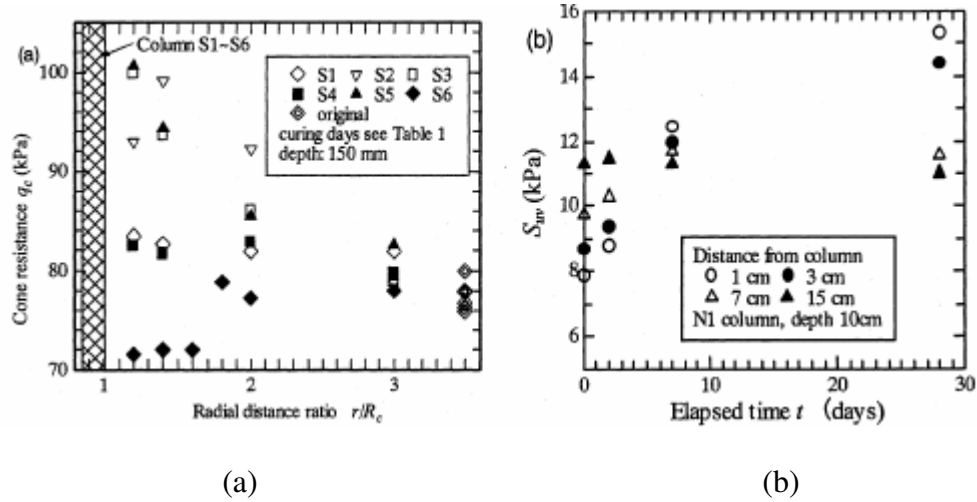 (a)
Column S1~S6
S1 S2 S3
S4 S5 S6
original
curing days see Table 1
depth: 150 mm
Cone resistance qc (kPa)
100
90
80
70
1 2 3
Radial distance ratio r/Rc
(b)
16
14
12
10
8
6
Suv (kPa)
Distance from column
1 cm 3 cm
7 cm 15 cm
N1 column, depth 10cm
0 10 20 30
Elapsed time t (days)
(a) (b)